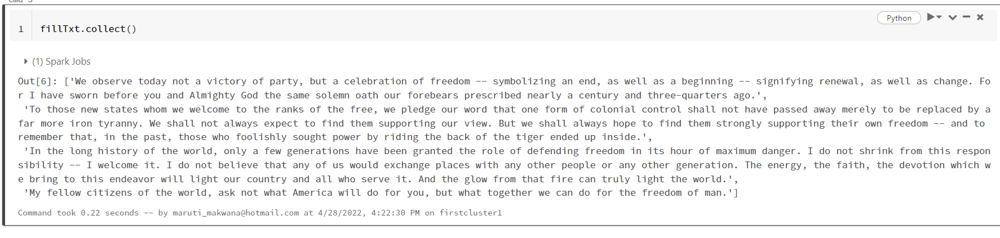 Cmd 5
Python
1 fillTxt.collect()
(1) Spark Jobs
Out[6]: ['We observe today not a victory of party, but a celebration of freedom -- symbolizing an end, as well as a beginning -- signifying renewal, as well as change. Fo
r I have sworn before you and Almighty God the same solemn oath our forebears prescribed nearly a century and three-quarters ago.',
 'To those new states whom we welcome to the ranks of the free, we pledge our word that one form of colonial control shall not have passed away merely to be replaced by a
far more iron tyranny. We shall not always expect to find them supporting our view. But we shall always hope to find them strongly supporting their own freedom -- and to
remember that, in the past, those who foolishly sought power by riding the back of the tiger ended up inside.',
 'In the long history of the world, only a few generations have been granted the role of defending freedom in its hour of maximum danger. I do not shrink from this respon
sibility -- I welcome it. I do not believe that any of us would exchange places with any other people or any other generation. The energy, the faith, the devotion which w
e bring to this endeavor will light our country and all who serve it. And the glow from that fire can truly light the world.',
 'My fellow citizens of the world, ask not what America will do for you, but what together we can do for the freedom of man.']
Command took 0.22 seconds -- by maruti_makwana@hotmail.com at 4/28/2022, 4:22:30 PM on firstcluster1